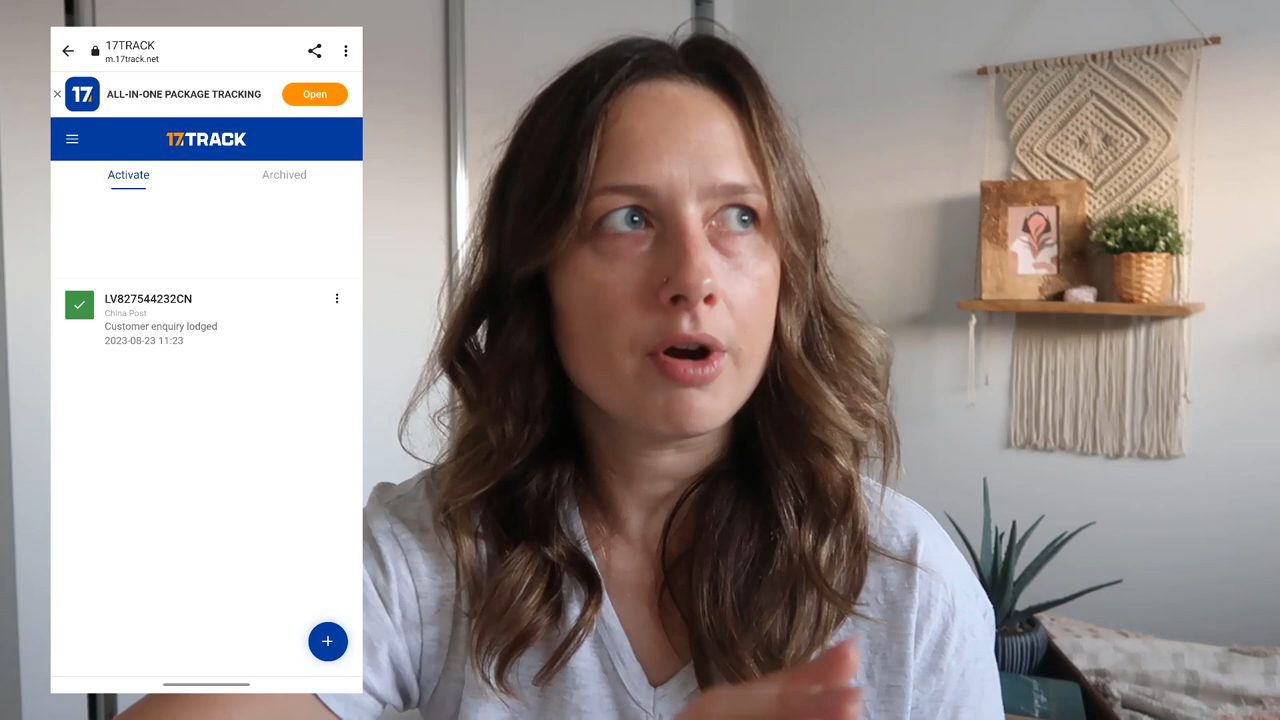 17TRACK
m.17track.net
17
ALL-IN-ONE PACKAGE TRACKING
Open
17TRACK
Activate
Archived
LV827544232CN
China Post
Customer enquiry lodged
2023-08-23 11:23